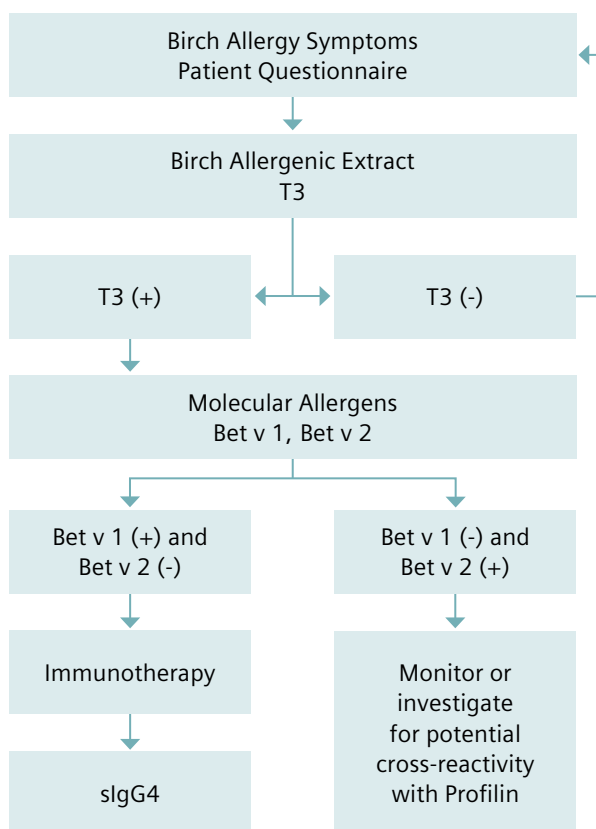 Birch Allergy Symptoms
Patient Questionnaire
Birch Allergenic Extract
T3
T3 (+)
T3 (-)
Molecular Allergens
Bet v 1, Bet v 2
Bet v 1 (+) and
Bet v 2 (-)
Bet v 1 (-) and
Bet v 2 (+)
Immunotherapy
sIgG4
Monitor or
investigate
for potential
cross-reactivity
with Profilin